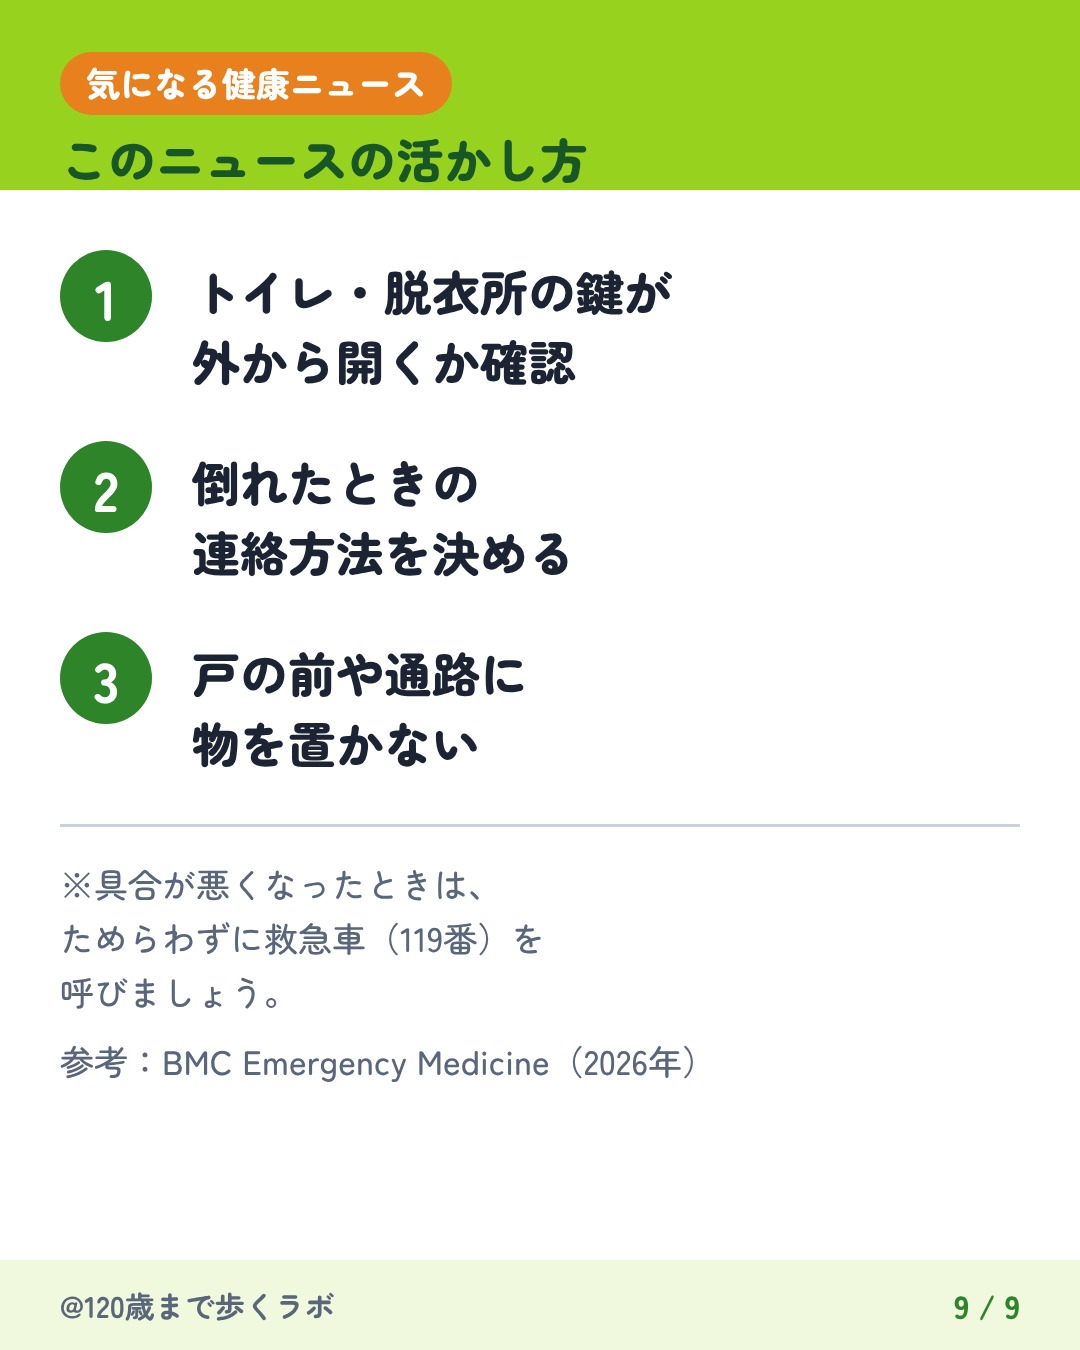 気になる健康ニュース
このニュースの活かし方
1
トイレ・脱衣所の鍵が
外から開くか確認
2
倒れたときの
連絡方法を決める
3
戸の前や通路に
物を置かない
※具合が悪くなったときは、
ためらわずに救急車（119番）を
呼びましょう。
参考：BMC Emergency Medicine（2026年）
@120歳まで歩くラボ
9 / 9